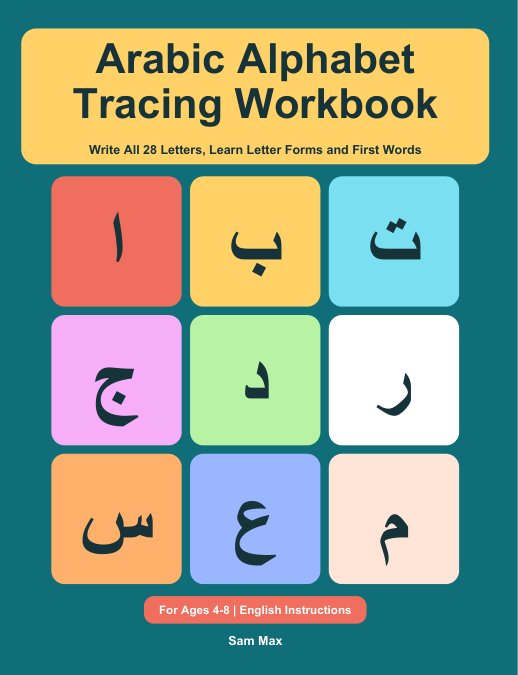 Arabic Alphabet
Tracing Workbook
Write All 28 Letters, Learn Letter Forms and First Words
ا ب ت
ج د ر
س ع م
For Ages 4-8 | English Instructions
Sam Max